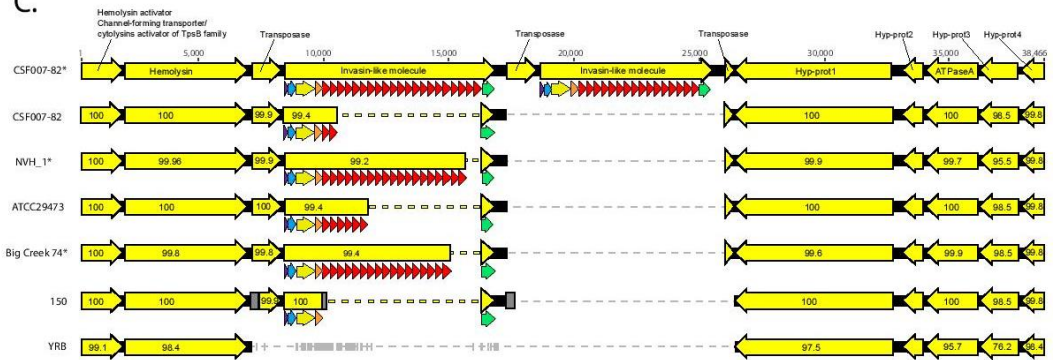 C.
Hemolysin activator
Channel-forming transporter/
cytolysins activator of TpsB family
Transposase
Transposase
Transposase
Hyp-prot2
Hyp-prot3
Hyp-prot4
1 5,000 10,000 15,000 20,000 25,000 30,000 35,000 38,466
CSF007-82* Hemolysin Invasin-like molecule Invasin-like molecule Hyp-prot1 ATPaseA
CSF007-82 100 100 99.9 99.4 100 100 98.5 99.8
NVH_1* 100 99.96 99.9 99.2 99.9 99.7 95.5 99.8
ATCC29473 100 100 100 99.4 100 100 98.5 99.8
Big Creek 74* 100 99.8 99.8 99.4 99.6 99.9 98.5 99.8
150 100 100 99.9 100 100 100 98.5 99.8
YRB 99.1 98.4 97.5 95.7 76.2 98.4